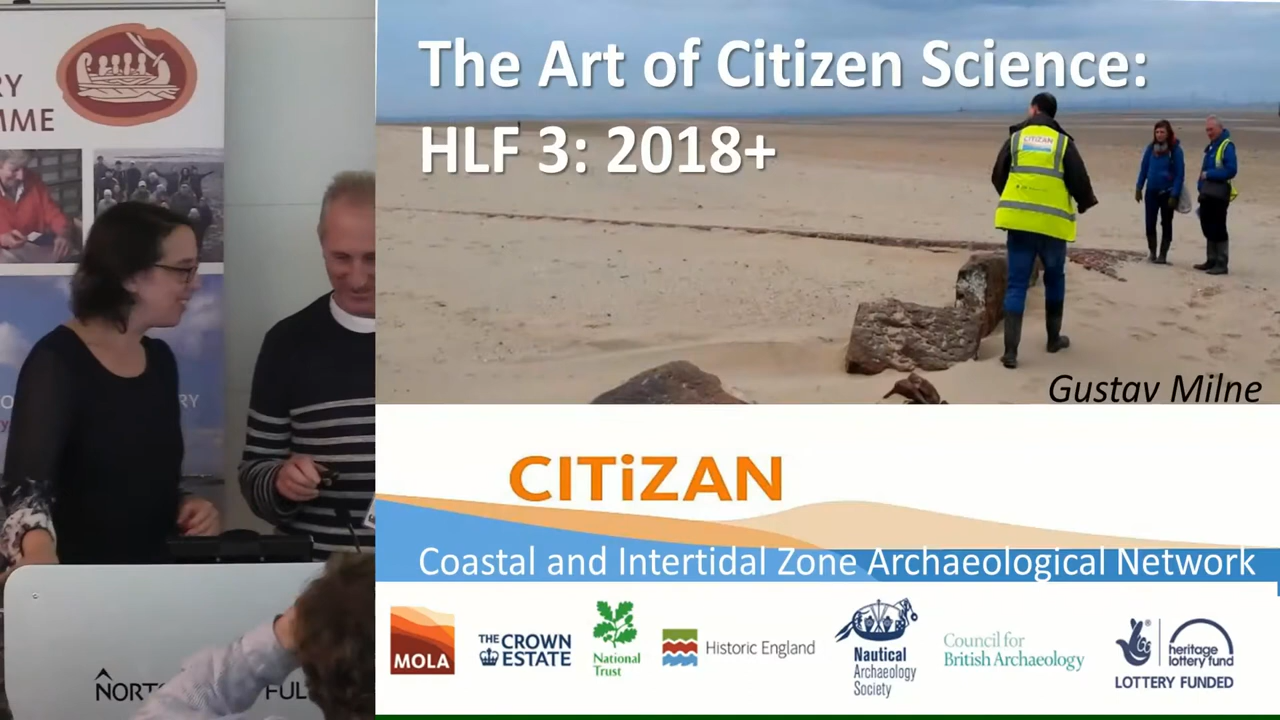 The Art of Citizen Science:
HLF 3: 2018+
CITiZAN
Gustav Milne
CITiZAN
Coastal and Intertidal Zone Archaeological Network
MOLA
THE CROWN
ESTATE
National
Trust
Historic England
Nautical
Archaeology
Society
Council for
British Archaeology
heritage
lottery fund
LOTTERY FUNDED